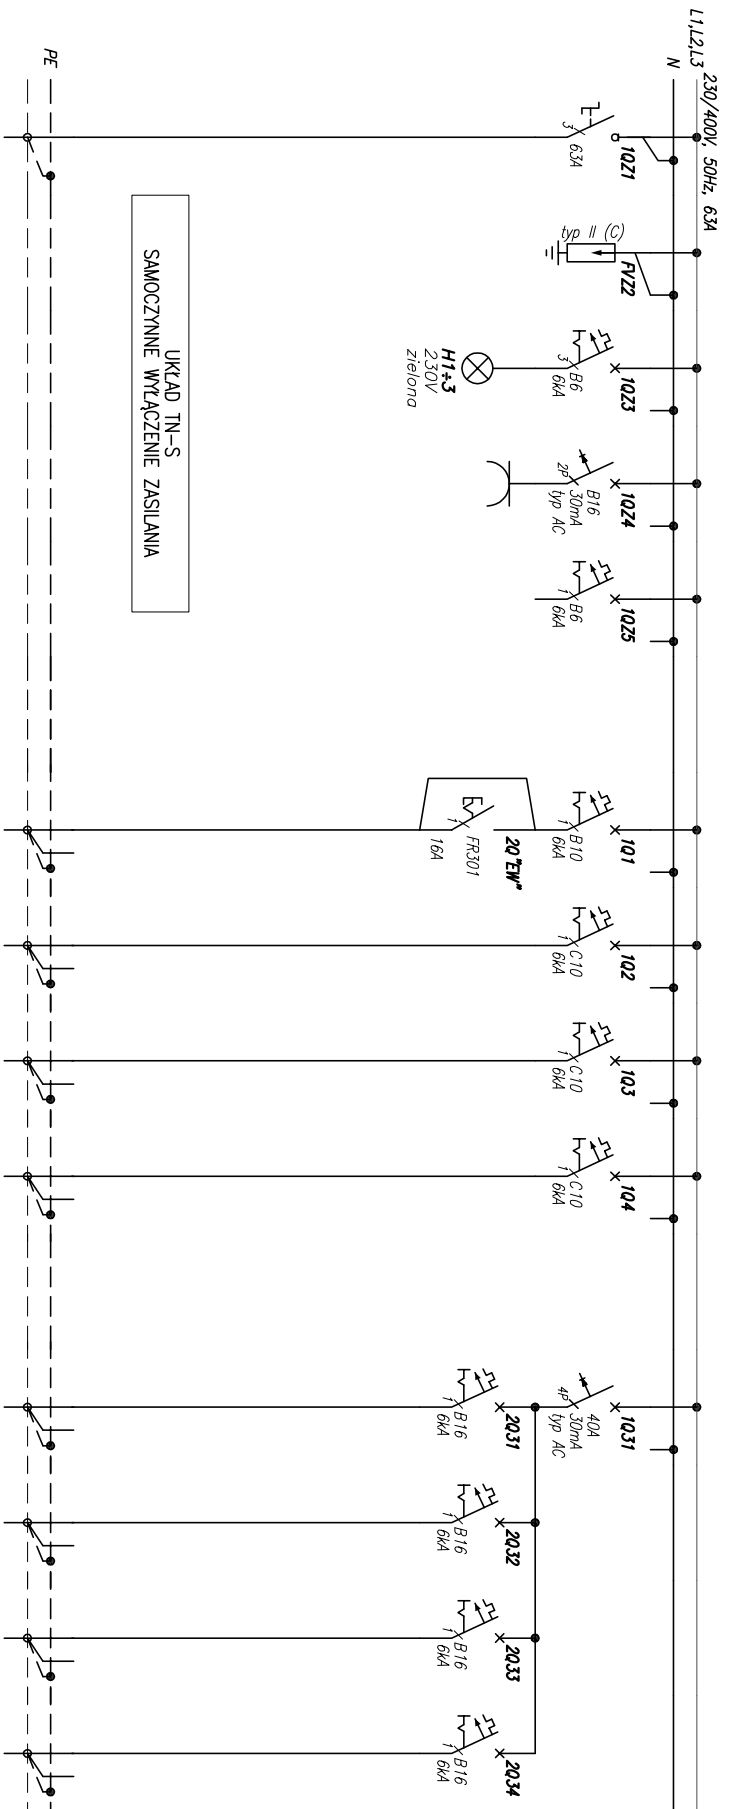 L1,L2,L3 230/400V, 50Hz, 63A
N
PE
1QZ1
3
63A
FVZ2
typ II (C)
1QZ3
3
B6
6kA
H1÷3
230V
zielona
1QZ4
B16
30mA
typ AC
2P
1QZ5
1
B6
6kA
UKŁAD TN-S
SAMOCZYNNE WYŁĄCZENIE ZASILANIA
1Q1
1
B10
6kA
2Q"EW"
1
FR301
16A
1Q2
1
C10
6kA
1Q3
1
C10
6kA
1Q4
1
C10
6kA
1Q31
40A
30mA
typ AC
4P
2Q31
1
B16
6kA
2Q32
1
B16
6kA
2Q33
1
B16
6kA
2Q34
1
B16
6kA